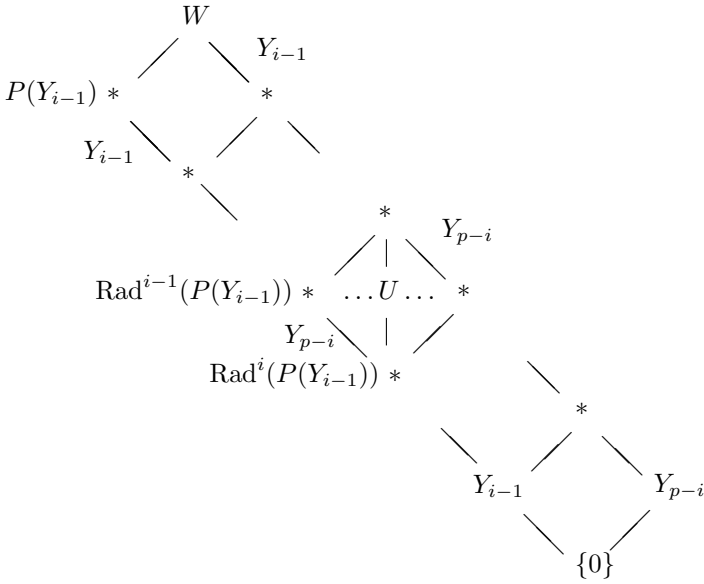 W
Y_{i−1}
P(Y_{i−1}) * *
Y_{i−1}
*
*
Y_{p−i}
Rad^{i−1}(P(Y_{i−1})) * …U… *
Y_{p−i}
Rad^{i}(P(Y_{i−1})) *
*
Y_{i−1} Y_{p−i}
{0}